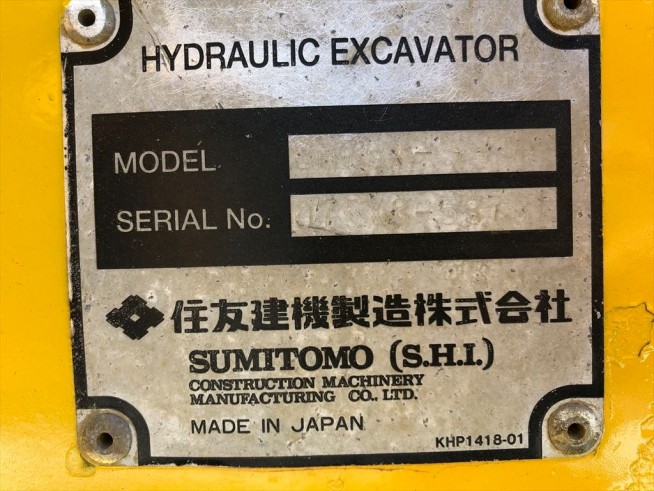 HYDRAULIC EXCAVATOR
MODEL
SERIAL No.
住友建機製造株式会社
SUMITOMO (S.H.I.)
CONSTRUCTION MACHINERY
MANUFACTURING CO., LTD.
MADE IN JAPAN
KHP1418-01